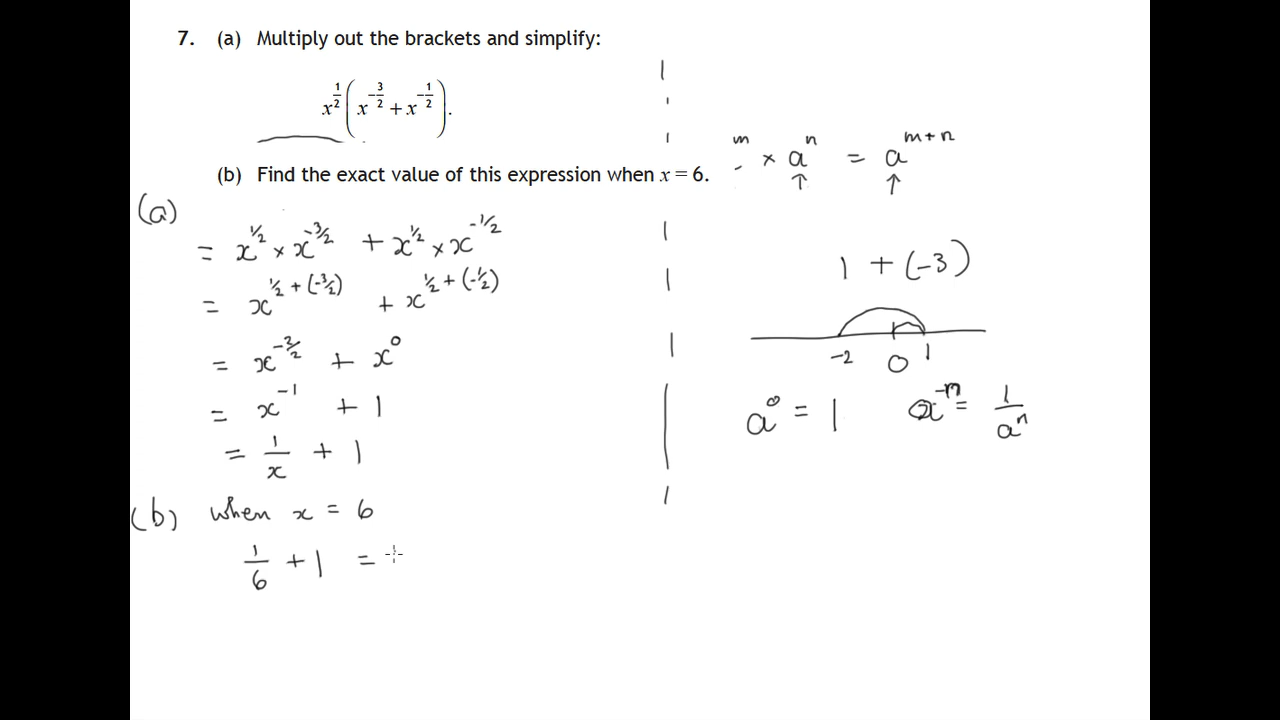 7. (a) Multiply out the brackets and simplify:
x^{1/2}(x^{-3/2} + x^{-1/2}).
(b) Find the exact value of this expression when x = 6.
m × a^n = a^{m+n}
↑ ↑
(a)
= x^{1/2} × x^{-3/2} + x^{1/2} × x^{-1/2}
= x^{1/2 + (-3/2)} + x^{1/2 + (-1/2)}
= x^{-2/2} + x^0
= x^{-1} + 1
= 1/x + 1
(b) when x = 6
1/6 + 1 =
1 + (-3)
-2 0 1
a^0 = 1 a^{-n} = 1/a^n